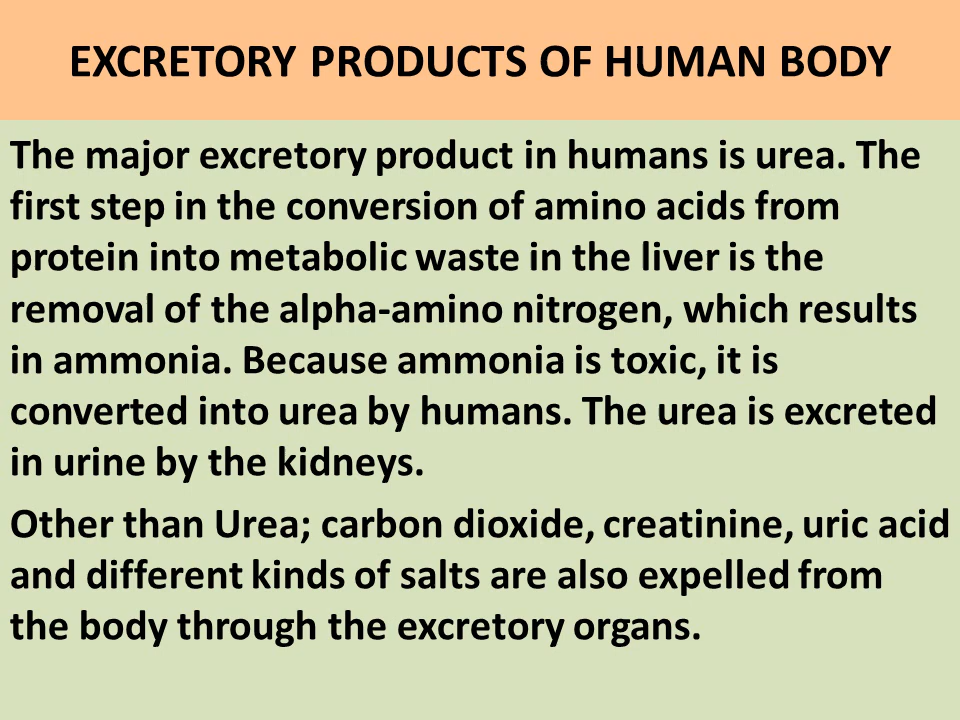 EXCRETORY PRODUCTS OF HUMAN BODY
The major excretory product in humans is urea. The
first step in the conversion of amino acids from
protein into metabolic waste in the liver is the
removal of the alpha-amino nitrogen, which results
in ammonia. Because ammonia is toxic, it is
converted into urea by humans. The urea is excreted
in urine by the kidneys.
Other than Urea; carbon dioxide, creatinine, uric acid
and different kinds of salts are also expelled from
the body through the excretory organs.